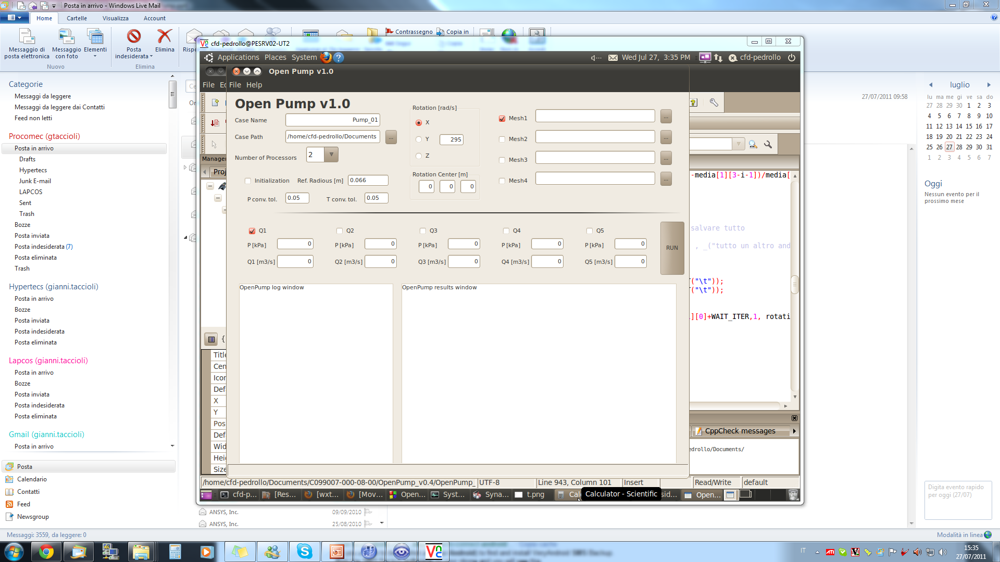 Posta in arrivo - Windows Live Mail
Home
Cartelle
Visualizza
Account
Messaggio di posta elettronica
Messaggio con foto
Elementi
Nuovo
Posta indesiderata
Elimina
Elimina
Contrassegno
Copia in
Categorie
Messaggi da leggere
Messaggi da leggere dai Contatti
Feed non letti
Procomec (gtaccioli)
Posta in arrivo
Drafts
Hypertecs
Junk E-mail
LAPCOS
Sent
Trash
Bozze
Posta inviata
Posta indesiderata (7)
Posta eliminata
Trash
Hypertecs (gianni.taccioli)
Posta in arrivo
Bozze
Posta inviata
Posta indesiderata
Posta eliminata
Lapcos (gianni.taccioli)
Posta in arrivo
Bozze
Posta inviata
Posta indesiderata
Posta eliminata
Gmail (gianni.taccioli)
Posta in arrivo
Posta
Calendario
Contatti
Feed
Newsgroup
Messaggi: 3559, da leggere: 0
cfd-pedrollo@PESRV02-UT2
Applications Places System
Wed Jul 27, 3:35 PM
cfd-pedrollo
Open Pump v1.0
File
File Help
Open Pump v1.0
Case Name
Pump_01
Case Path
/home/cfd-pedrollo/Documents
...
Number of Processors
2
Initialization
Ref. Radious [m]
0.066
P conv. tol.
0.05
T conv. tol.
0.05
Rotation [rad/s]
X
Y
295
Z
Rotation Center [m]
0 0 0
Mesh1
...
Mesh2
...
Mesh3
...
Mesh4
...
Q1 Q2 Q3 Q4 Q5
P [kPa] 0 P [kPa] 0 P [kPa] 0 P [kPa] 0 P [kPa] 0
Q1 [m3/s] 0 Q2 [m3/s] 0 Q3 [m3/s] 0 Q4 [m3/s] 0 Q5 [m3/s] 0
RUN
OpenPump log window
OpenPump results window
-media[1][3-i-1])/media[
salvare tutto
, _("tutto un altro and
("\t"));
("\t"));
][0]+WAIT_ITER,1, rotati
Manager
Proj
{
Title
Cen
Icon
Def
X
Y
Pos
Def
Wid
Hei
Size
CppCheck messages
edrollo/Documents/
/home/cfd-pedrollo/Documents/C099007-000-08-00/OpenPump_v0.4/OpenPump_
UTF-8
Line 943, Column 101
Insert
Read/Write
default
cfd-p...
[Res...
[wxt...
[Mov...
Open...
Syst...
Syna...
t.png
Calculator - Scientific
sid...
Open...
ANSYS, Inc. 09/09/2010
ANSYS, Inc. 25/08/2010
27/07/2011 09:58
luglio
lu ma me gi ve sa do
27 28 29 30 1 2 3
4 5 6 7 8 9 10
11 12 13 14 15 16 17
18 19 20 21 22 23 24
25 26 27 28 29 30 31
1 2 3 4 5 6 7
Oggi
Nessun evento per il prossimo mese
Digita evento rapido per oggi (27/07)
Modalità in linea
IT
15:35
27/07/2011